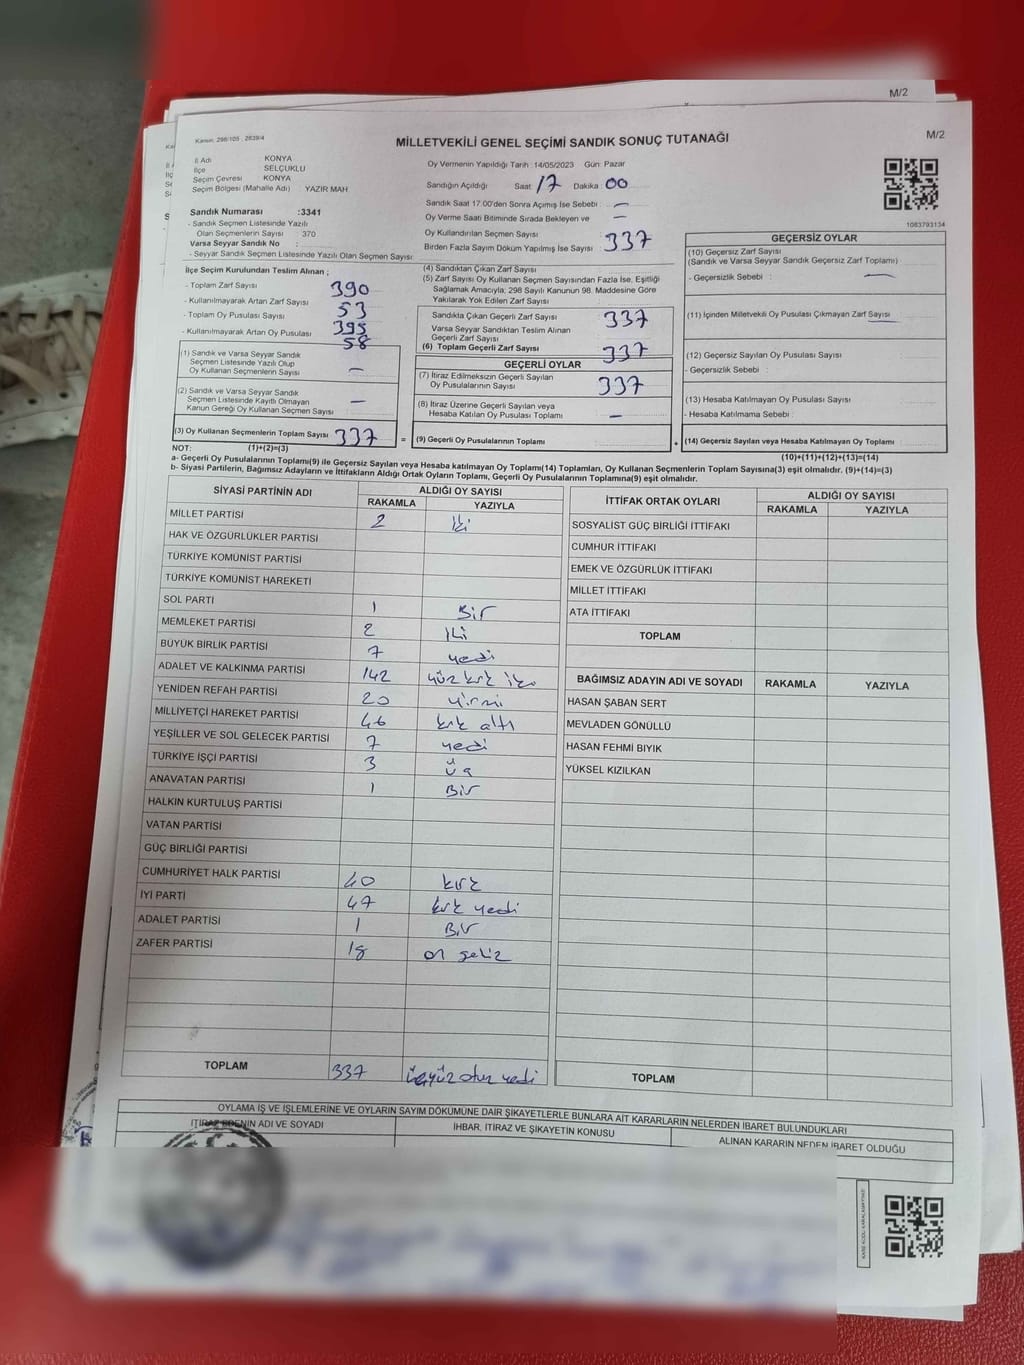 M/2
Kanun: 298/105 - 2839/4
MİLLETVEKİLİ GENEL SEÇİMİ SANDIK SONUÇ TUTANAĞI
M/2
İl Adı KONYA
İlçe SELÇUKLU
Seçim Çevresi KONYA
Seçim Bölgesi (Mahalle Adı) YAZIR MAH
Oy Vermenin Yapıldığı Tarih :14/05/2023 Gün: Pazar
Sandığın Açıldığı Saat 17 Dakika :00
Sandık Saat 17.00'den Sonra Açımış İse Sebebi : –
Oy Verme Saati Bitiminde Sırada Bekleyen ve –
Oy Kullandırılan Seçmen Sayısı
Birden Fazla Sayım Döküm Yapılmış İse Sayısı : 337
1083793134
Sandık Numarası :3341
- Sandık Seçmen Listesinde Yazılı
Olan Seçmenlerin Sayısı : 370
Varsa Seyyar Sandık No :
- Seyyar Sandık Seçmen Listesinde Yazılı Olan Seçmen Sayısı:
İlçe Seçim Kurulundan Teslim Alınan ;
- Toplam Zarf Sayısı 390
- Kullanılmayarak Artan Zarf Sayısı 53
- Toplam Oy Pusulası Sayısı 395
- Kullanılmayarak Artan Oy Pusulası 58
(1) Sandık ve Varsa Seyyar Sandık
Seçmen Listesinde Yazılı Olup
Oy Kullanan Seçmenlerin Sayısı –
(2) Sandık ve Varsa Seyyar Sandık
Seçmen Listesinde Kayıtlı Olmayan
Kanun Gereği Oy Kullanan Seçmen Sayısı –
(3) Oy Kullanan Seçmenlerin Toplam Sayısı 337
(1)+(2)=(3)
(4) Sandıktan Çıkan Zarf Sayısı
(5) Zarf Sayısı Oy Kullanan Seçmen Sayısından Fazla İse, Eşitliği
Sağlamak Amacıyla; 298 Sayılı Kanunun 98. Maddesine Göre
Yakılarak Yok Edilen Zarf Sayısı
Sandıkta Çıkan Geçerli Zarf Sayısı 337
Varsa Seyyar Sandıktan Teslim Alınan
Geçerli Zarf Sayısı
(6) Toplam Geçerli Zarf Sayısı 337
GEÇERLİ OYLAR
(7) İtiraz Edilmeksizin Geçerli Sayılan
Oy Pusulalarının Sayısı 337
(8) İtiraz Üzerine Geçerli Sayılan veya
Hesaba Katılan Oy Pusulası Toplamı –
= (9) Geçerli Oy Pusulalarının Toplamı +
GEÇERSİZ OYLAR
(10) Geçersiz Zarf Sayısı
(Sandık ve Varsa Seyyar Sandık Geçersiz Zarf Toplamı)
- Geçersizlik Sebebi : –
(11) İçinden Milletvekili Oy Pusulası Çıkmayan Zarf Sayısı
(12) Geçersiz Sayılan Oy Pusulası Sayısı
- Geçersizlik Sebebi :
(13) Hesaba Katılmayan Oy Pusulası Sayısı
- Hesaba Katılmama Sebebi :
(14) Geçersiz Sayılan veya Hesaba Katılmayan Oy Toplamı
(10)+(11)+(12)+(13)=(14)
NOT:
a- Geçerli Oy Pusulalarının Toplamı(9) ile Geçersiz Sayılan veya Hesaba katılmayan Oy Toplam(14) Toplamları, Oy Kullanan Seçmenlerin Toplam Sayısına(3) eşit olmalıdır. (9)+(14)=(3)
b- Siyasi Partilerin, Bağımsız Adayların ve İttifakların Aldığı Ortak Oyların Toplamı, Geçerli Oy Pusulalarının Toplamına(9) eşit olmalıdır.
SİYASİ PARTİNİN ADI ALDIĞI OY SAYISI
RAKAMLA YAZIYLA
MİLLET PARTİSİ 2 iki
HAK VE ÖZGÜRLÜKLER PARTİSİ
TÜRKİYE KOMÜNİST PARTİSİ
TÜRKİYE KOMÜNİST HAREKETİ
SOL PARTİ 1 Bir
MEMLEKET PARTİSİ 2 iki
BÜYÜK BİRLİK PARTİSİ 7 yedi
ADALET VE KALKINMA PARTİSİ 142 yüz kırk iki
YENİDEN REFAH PARTİSİ 20 yirmi
MİLLİYETÇİ HAREKET PARTİSİ 46 kırk altı
YEŞİLLER VE SOL GELECEK PARTİSİ 7 yedi
TÜRKİYE İŞÇİ PARTİSİ 3 üç
ANAVATAN PARTİSİ 1 Bir
HALKIN KURTULUŞ PARTİSİ
VATAN PARTİSİ
GÜÇ BİRLİĞİ PARTİSİ
CUMHURİYET HALK PARTİSİ 40 kırk
İYİ PARTİ 47 kırk yedi
ADALET PARTİSİ 1 Bir
ZAFER PARTİSİ 18 on sekiz
TOPLAM 337 üçyüz otuz yedi
İTTİFAK ORTAK OYLARI ALDIĞI OY SAYISI
RAKAMLA YAZIYLA
SOSYALİST GÜÇ BİRLİĞİ İTTİFAKI
CUMHUR İTTİFAKI
EMEK VE ÖZGÜRLÜK İTTİFAKI
MİLLET İTTİFAKI
ATA İTTİFAKI
TOPLAM
BAĞIMSIZ ADAYIN ADI VE SOYADI RAKAMLA YAZIYLA
HASAN ŞABAN SERT
MEVLADEN GÖNÜLLÜ
HASAN FEHMİ BIYIK
YÜKSEL KIZILKAN
TOPLAM
OYLAMA İŞ VE İŞLEMLERİNE VE OYLARIN SAYIM DÖKÜMÜNE DAİR ŞİKAYETLERLE BUNLARA AİT KARARLARIN NELERDEN İBARET BULUNDUKLARI
İTİRAZ EDENİN ADI VE SOYADI
İHBAR, İTİRAZ VE ŞİKAYETİN KONUSU
ALINAN KARARIN NEDEN İBARET OLDUĞU